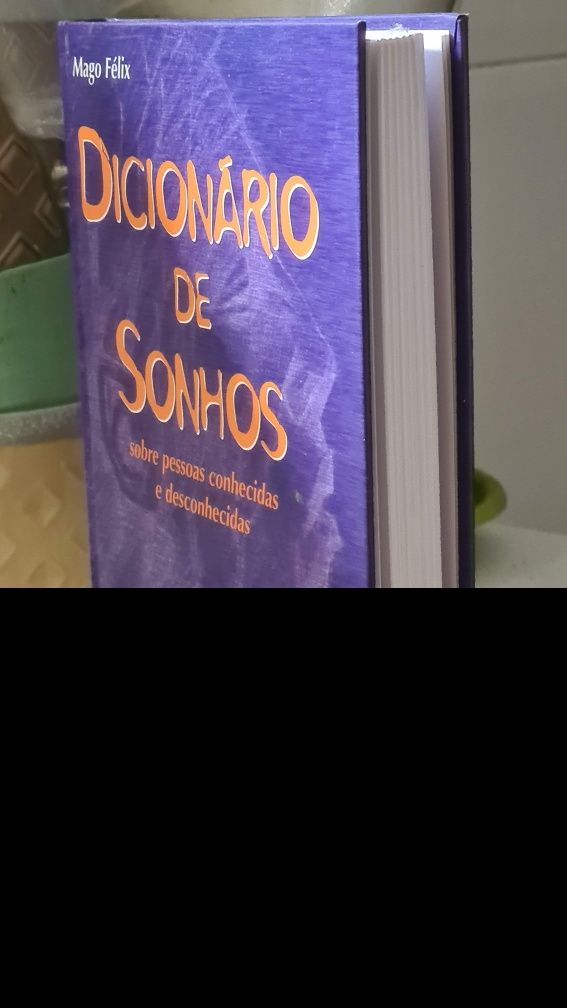 Mago Félix
DICIONÁRIO
DE
SONHOS
sobre pessoas conhecidas
e desconhecidas